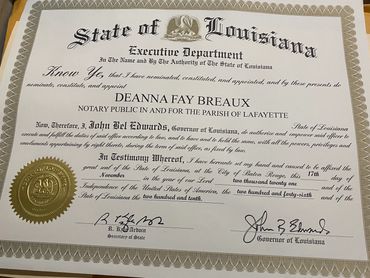 State of Louisiana
Executive Department
In The Name and By The Authority of The State of Louisiana
Know Ye, that I have nominated, constituted, and appointed, and by these presents do
nominate, constitute, and appoint
DEANNA FAY BREAUX
NOTARY PUBLIC IN AND FOR THE PARISH OF LAFAYETTE
State of Louisiana
Now, Therefore, I, John Bel Edwards, Governor of Louisiana, do authorize and empower said officer to
execute and fulfill the duties of said office according to law, and to have and to hold the same, with all the powers, privileges and
emoluments appertaining by right thereto, during the term of said office, as fixed by law.
In Testimony Whereof, I have hereunto set my hand and caused to be affixed the
great seal of the State of Louisiana, at the City of Baton Rouge, this 17th day of
November in the year of our Lord two thousand twenty one and of the
Independence of the United States of America, the two hundred and forty-sixth and of the
State of Louisiana the two hundred and tenth.
R. Kyle Ardoin
Secretary of State
John Bel Edwards
Governor of Louisiana